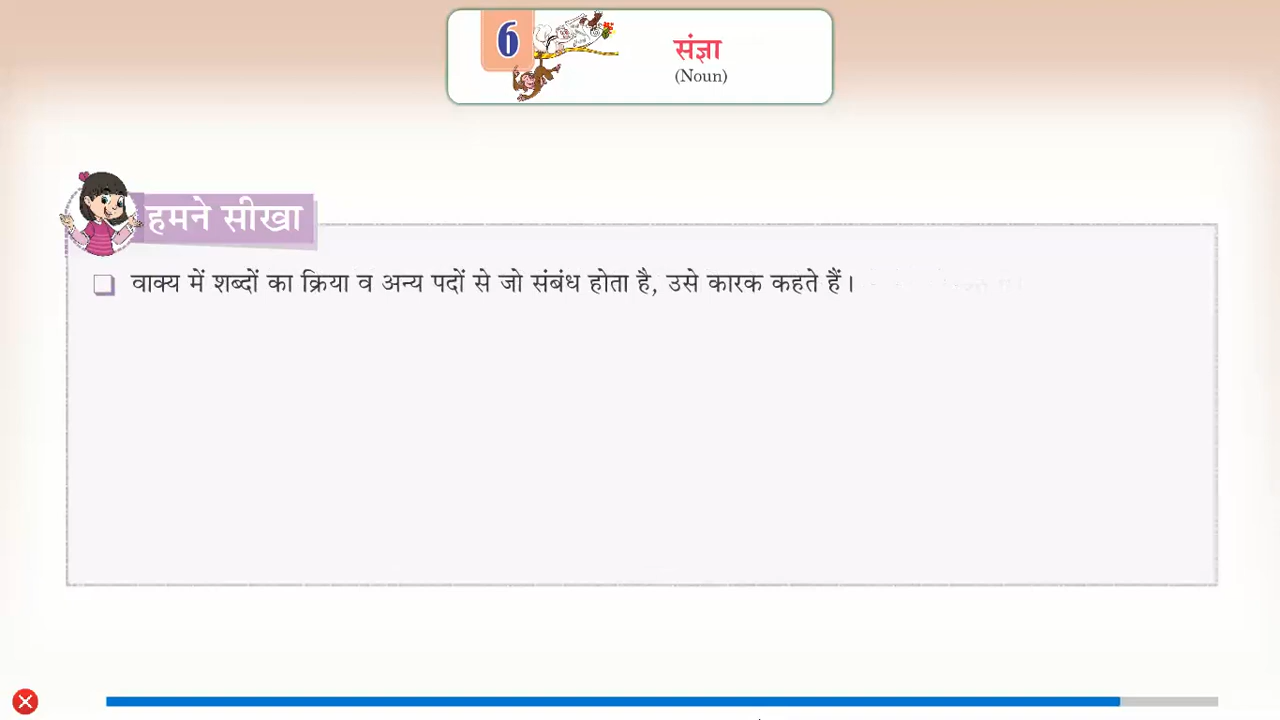 6
संज्ञा
(Noun)
हमने सीखा
❑ वाक्य में शब्दों का क्रिया व अन्य पदों से जो संबंध होता है, उसे कारक कहते हैं।